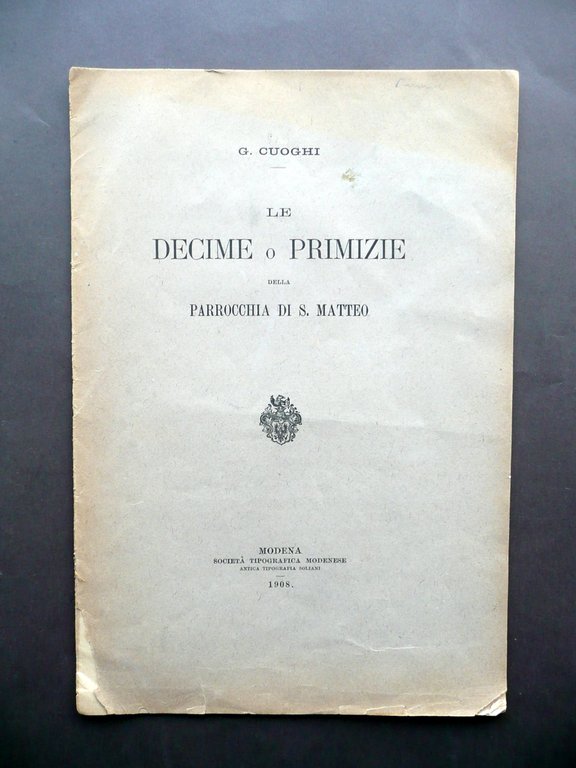 G. CUOGHI
LE
DECIME o PRIMIZIE
DELLA
PARROCCHIA DI S. MATTEO
MODENA
SOCIETÀ TIPOGRAFICA MODENESE
ANTICA TIPOGRAFIA SOLIANI
1908.